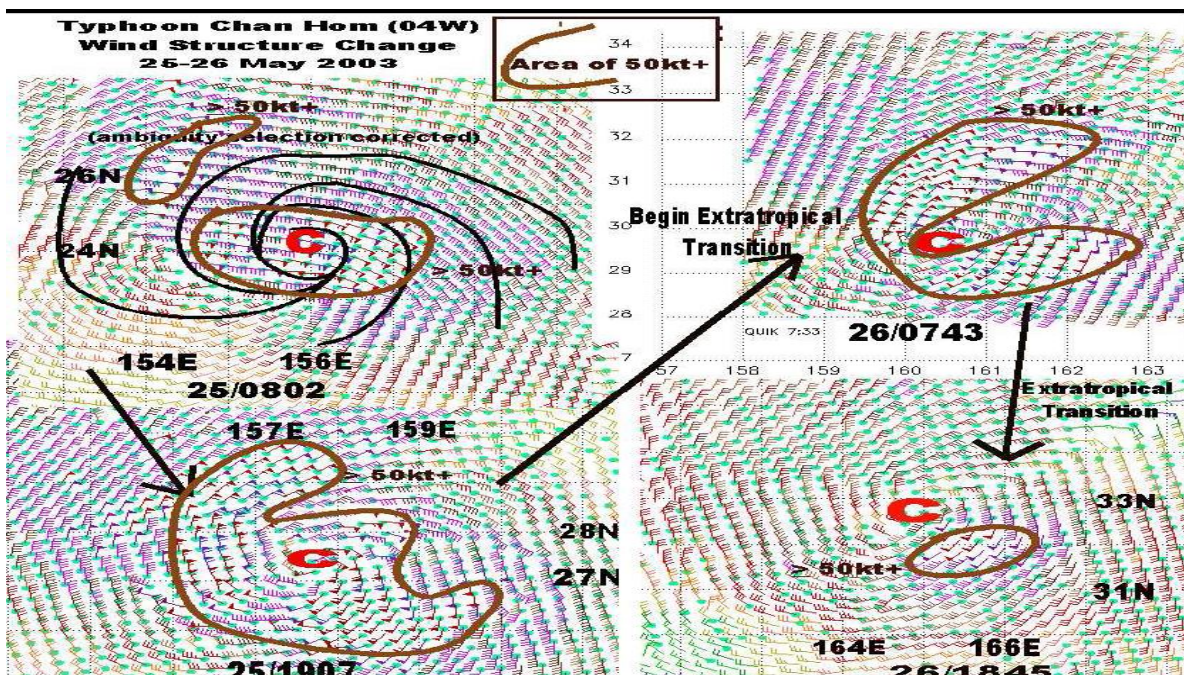 Typhoon Chan Hom (04W)
Wind Structure Change
25-26 May 2003
Area of 50kt+
> 50kt+
(ambiguity selection corrected)
26N
24N
> 50kt+
154E 156E
25/0802
157E 159E
> 50kt+
28N
27N
25/1907
Begin Extratropical
Transition
34
33
32
31
30
29
28
7
> 50kt+
QUIK 7:33
26/0743
57 158 159 160 161 162 163
Extratropical
Transition
33N
> 50kt+
31N
164E 166E
26/1845